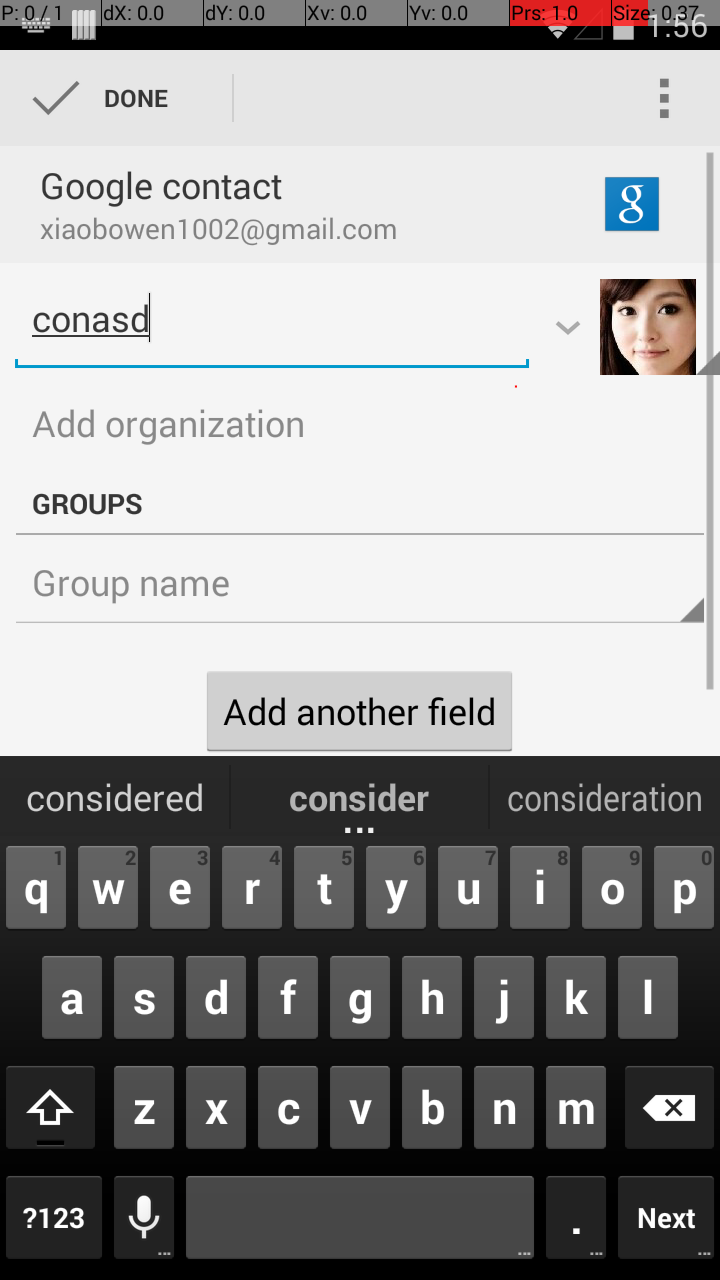 P: 0 / 1 dX: 0.0 dY: 0.0 Xv: 0.0 Yv: 0.0 Prs: 1.0 Size: 0.37
1:56
DONE
Google contact
xiaobowen1002@gmail.com
g
conasd
Add organization
GROUPS
Group name
Add another field
considered consider consideration
...
1 2 3 4 5 6 7 8 9 0
q w e r t y u i o p
a s d f g h j k l
z x c v b n m
?123 . Next
... ... ... ...